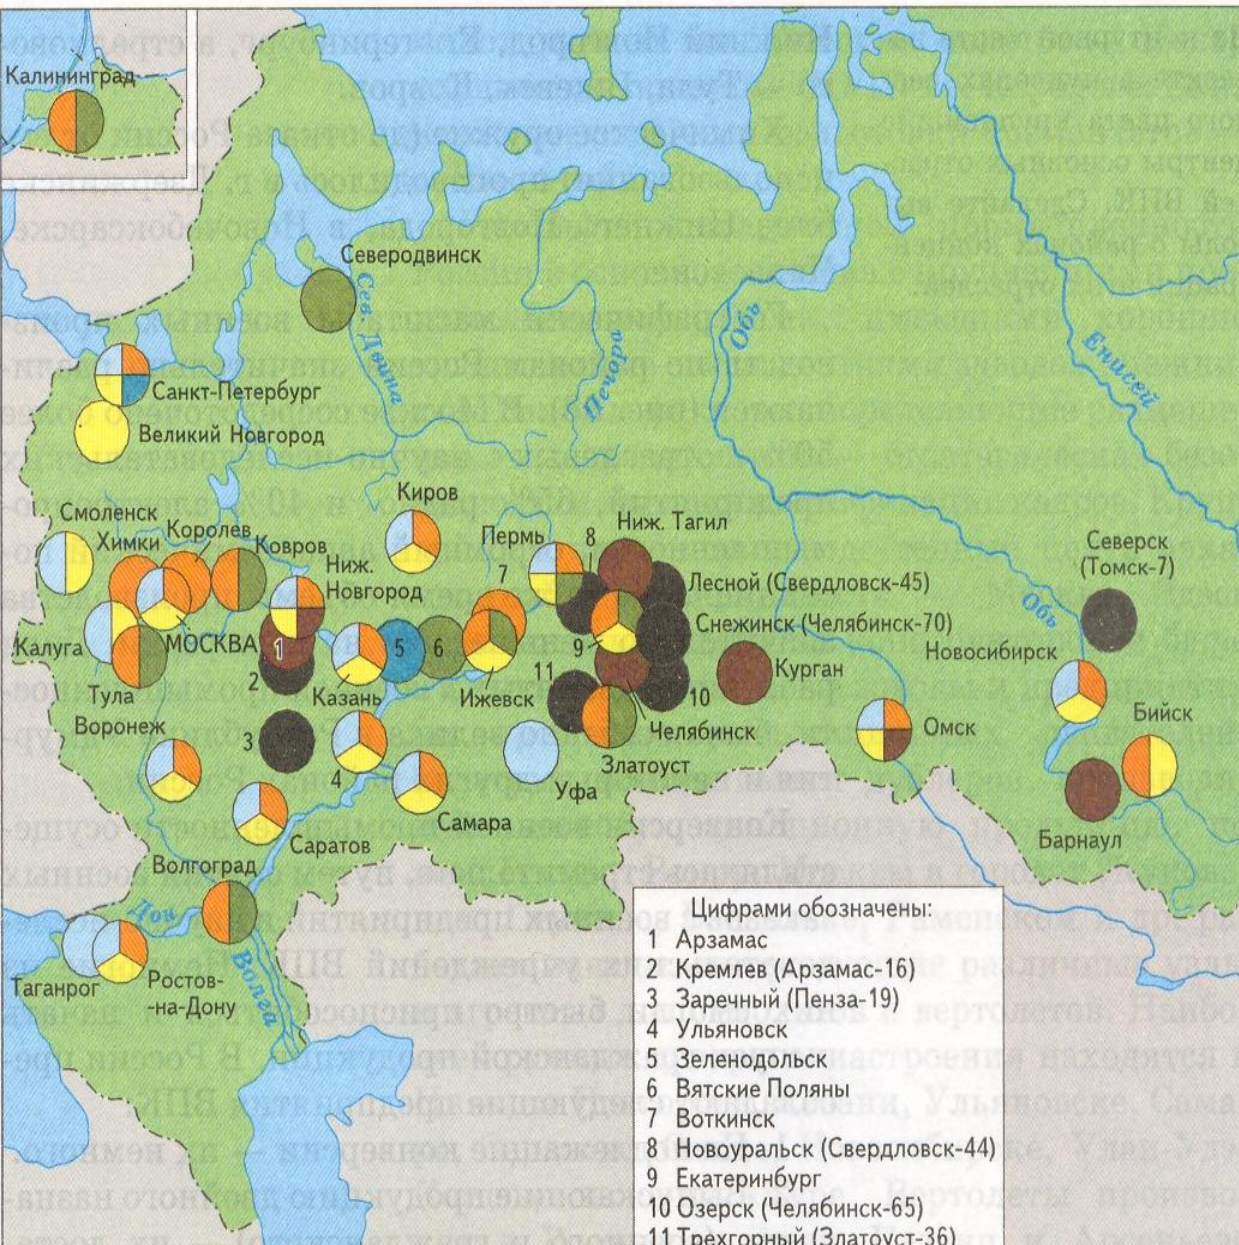 Калининград
Северодвинск
Сев. Двина
Печора
Обь
Енисей
Санкт-Петербург
Великий Новгород
Киров
Смоленск
Химки
Королев
Ковров
Ниж.
Новгород
Пермь
8
Ниж. Тагил
7
Лесной (Свердловск-45)
Северск
(Томск-7)
Снежинск (Челябинск-70)
Обь
Калуга
МОСКВА
1
5
6
9
Новосибирск
2
Казань
Ижевск
11
10
Курган
Тула
Воронеж
3
Челябинск
Омск
Бийск
4
Златоуст
Уфа
Самара
Саратов
Барнаул
Волгоград
Дон
Волга
Таганрог
Ростов-
-на-Дону
Цифрами обозначены:
1 Арзамас
2 Кремлев (Арзамас-16)
3 Заречный (Пенза-19)
4 Ульяновск
5 Зеленодольск
6 Вятские Поляны
7 Воткинск
8 Новоуральск (Свердловск-44)
9 Екатеринбург
10 Озерск (Челябинск-65)
11 Трехгорный (Златоуст-36)